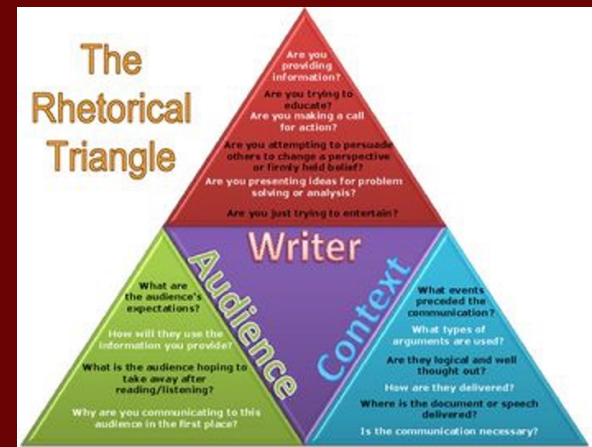 The
Rhetorical
Triangle
Are you
providing
information?
Are you trying to
educate?
Are you making a
call for action?
Are you attempting to persuade
others to change a perspective
or firmly held belief?
Are you presenting ideas for problem
solving or analysis?
Are you just trying to entertain?
Writer
Audience
Context
What are
the audience's
expectations?
How will they use the
information you provide?
What is the audience hoping to
take away after
reading/listening?
Why are you communicating to this
audience in the first place?
What events
preceded the
communication?
What types of
arguments are used?
Are they logical and well
thought out?
How are they delivered?
Where is the document or speech
delivered?
Is the communication necessary?